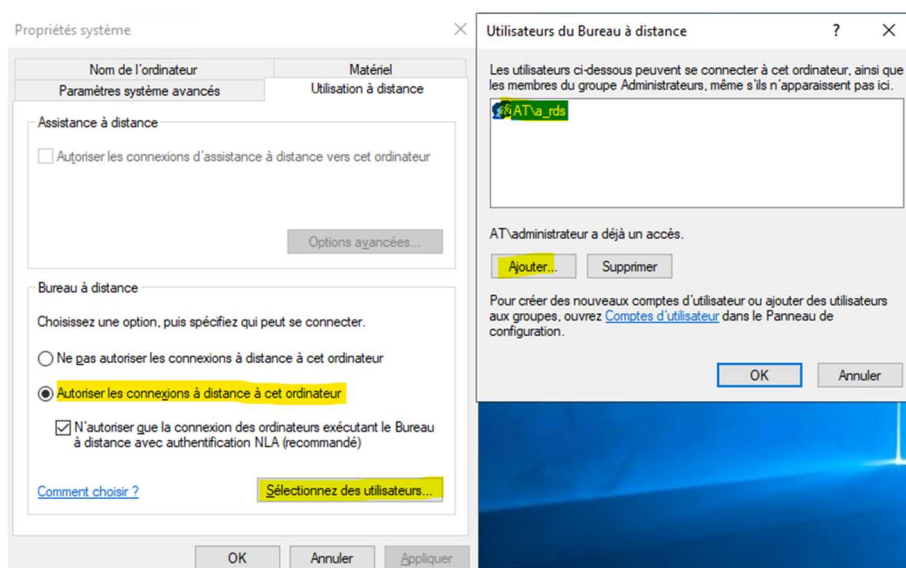 Propriétés système
Nom de l'ordinateur
Matériel
Paramètres système avancés
Utilisation à distance
Assistance à distance
Autoriser les connexions d'assistance à distance vers cet ordinateur
Options avancées...
Bureau à distance
Choisissez une option, puis spécifiez qui peut se connecter.
Ne pas autoriser les connexions à distance à cet ordinateur
Autoriser les connexions à distance à cet ordinateur
N'autoriser que la connexion des ordinateurs exécutant le Bureau
à distance avec authentification NLA (recommandé)
Comment choisir ?
Sélectionnez des utilisateurs...
OK
Annuler
Appliquer
Utilisateurs du Bureau à distance
?
Les utilisateurs ci-dessous peuvent se connecter à cet ordinateur, ainsi que
les membres du groupe Administrateurs, même s'ils n'apparaissent pas ici.
AT\a_rds
AT\administrateur a déjà un accès.
Ajouter...
Supprimer
Pour créer des nouveaux comptes d'utilisateur ou ajouter des utilisateurs
aux groupes, ouvrez Comptes d'utilisateur dans le Panneau de
configuration.
OK
Annuler